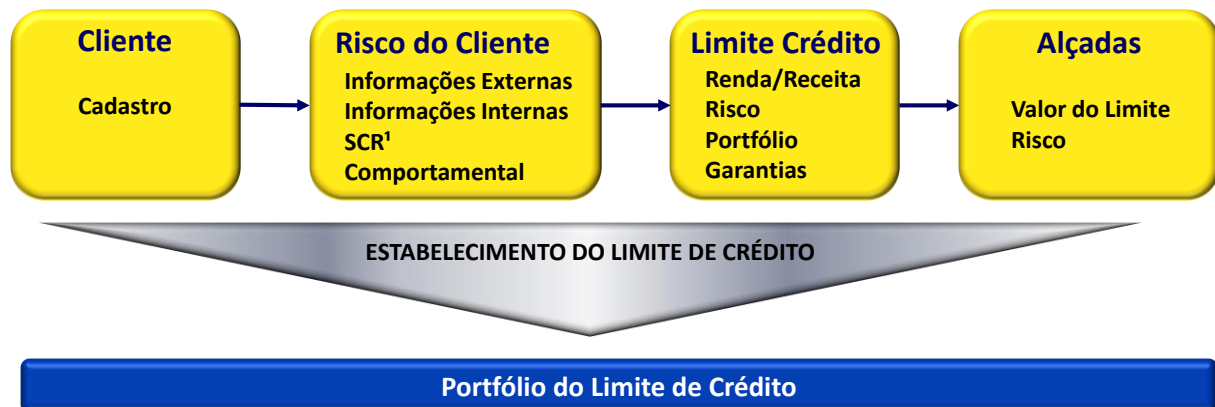 Cliente
Cadastro
Risco do Cliente
Informações Externas
Informações Internas
SCR¹
Comportamental
Limite Crédito
Renda/Receita
Risco
Portfólio
Garantias
Alçadas
Valor do Limite
Risco
ESTABELECIMENTO DO LIMITE DE CRÉDITO
Portfólio do Limite de Crédito